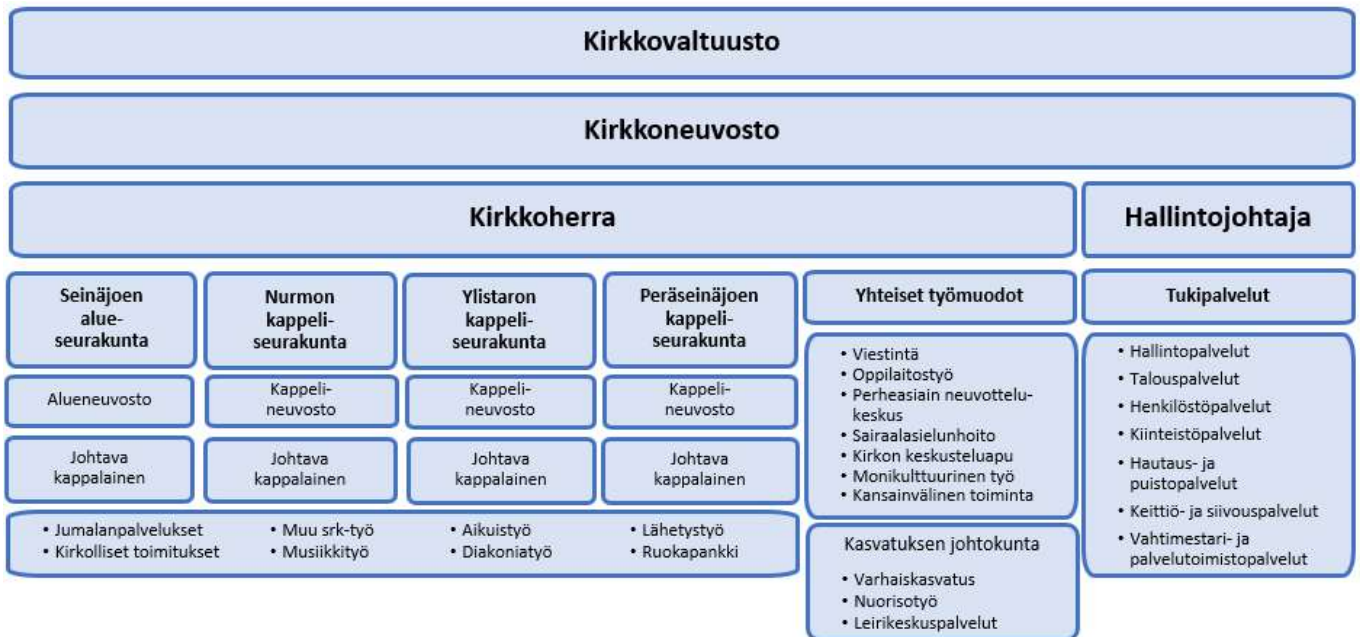 Kirkkovaltuusto
Kirkkoneuvosto
Kirkkoherra
Hallintojohtaja
Seinäjoen
alue-
seurakunta
Nurmon
kappeli-
seurakunta
Ylistaron
kappeli-
seurakunta
Peräseinäjoen
kappeli-
seurakunta
Yhteiset työmuodot
Tukipalvelut
Alueneuvosto
Kappeli-
neuvosto
Kappeli-
neuvosto
Kappeli-
neuvosto
Johtava
kappalainen
Johtava
kappalainen
Johtava
kappalainen
Johtava
kappalainen
• Jumalanpalvelukset
• Kirkolliset toimitukset
• Muu srk-työ
• Musiikkityö
• Aikuistyö
• Diakoniatyö
• Lähetystyö
• Ruokapankki
• Viestintä
• Oppilaitostyö
• Perheasiain neuvottelu-
keskus
• Sairaalasielunhoito
• Kirkon keskusteluapu
• Monikulttuurinen työ
• Kansainvälinen toiminta
Kasvatuksen johtokunta
• Varhaiskasvatus
• Nuorisotyö
• Leirikeskuspalvelut
• Hallintopalvelut
• Talouspalvelut
• Henkilöstöpalvelut
• Kiinteistöpalvelut
• Hautaus- ja
puistopalvelut
• Keittiö- ja siivouspalvelut
• Vahtimestari- ja
palvelutoimistopalvelut